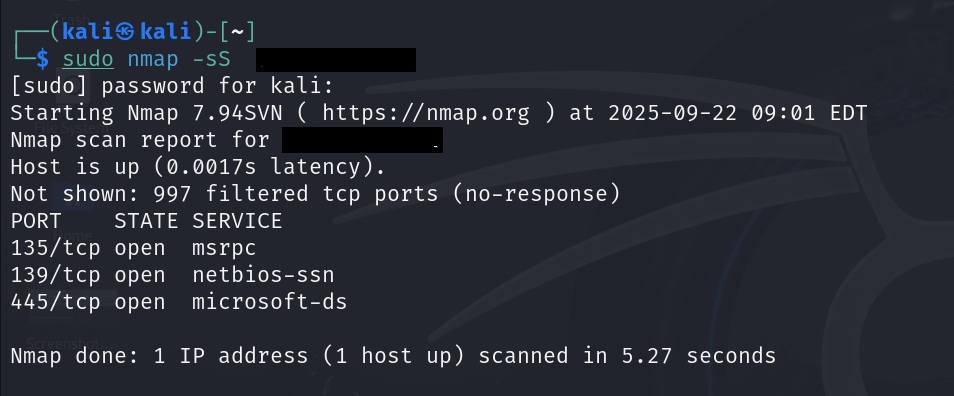 ┌──(kali㉿kali)-[~]
└─$ sudo nmap -sS
[sudo] password for kali:
Starting Nmap 7.94SVN ( https://nmap.org ) at 2025-09-22 09:01 EDT
Nmap scan report for
Host is up (0.0017s latency).
Not shown: 997 filtered tcp ports (no-response)
PORT    STATE SERVICE
135/tcp open  msrpc
139/tcp open  netbios-ssn
445/tcp open  microsoft-ds
Nmap done: 1 IP address (1 host up) scanned in 5.27 seconds